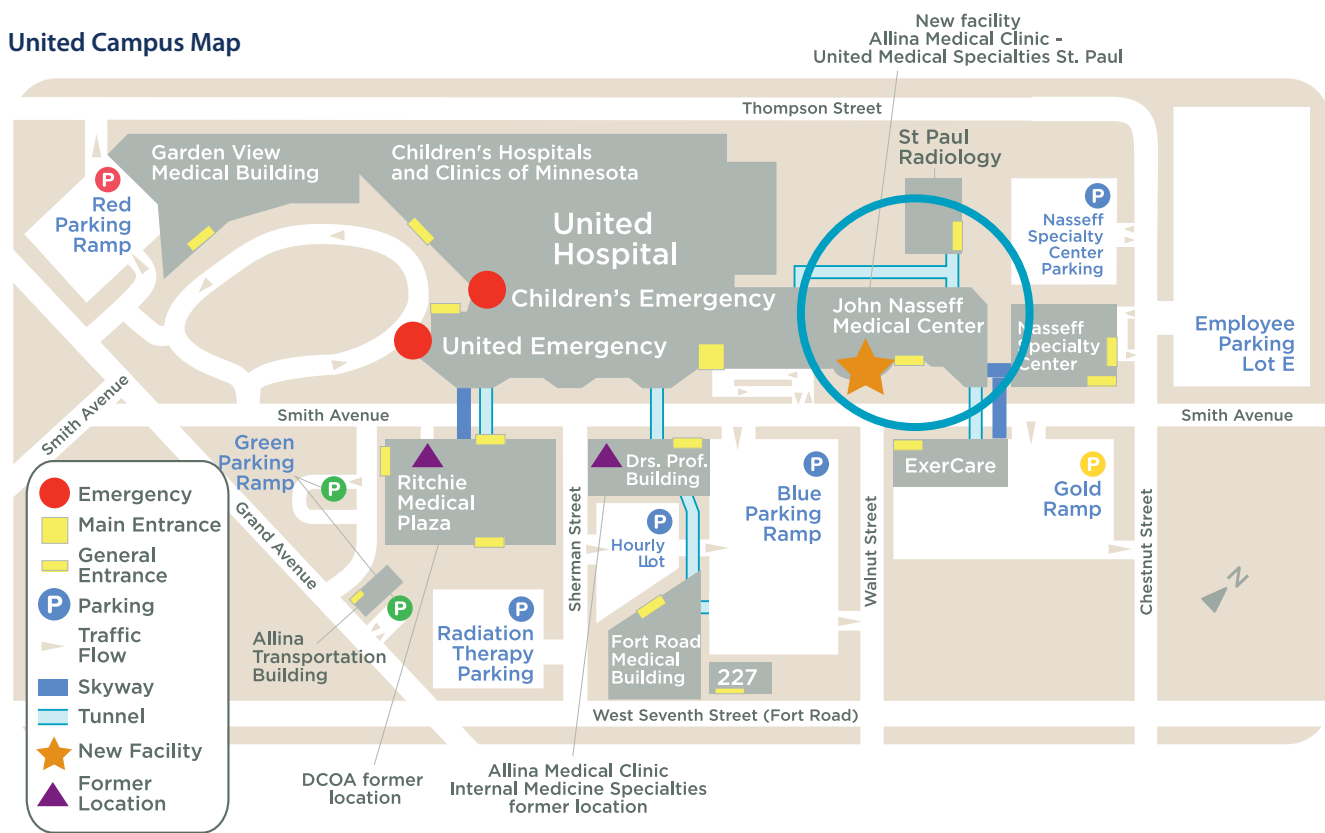 United Campus Map
New facility
Allina Medical Clinic -
United Medical Specialties St. Paul
Thompson Street
St Paul
Radiology
Garden View
Medical Building
Children's Hospitals
and Clinics of Minnesota
P
Red
Parking
Ramp
United
Hospital
P
Nasseff
Specialty
Center
Parking
Children's Emergency
United Emergency
John Nasseff
Medical Center
Nasseff
Specialty
Center
Employee
Parking
Lot E
Smith Avenue
Smith Avenue
Smith Avenue
Green
Parking
Ramp
P
Ritchie
Medical
Plaza
Drs. Prof.
Building
P
Hourly
Lot
P
Blue
Parking
Ramp
ExerCare
P
Gold
Ramp
Grand Avenue
Sherman Street
Walnut Street
Chestnut Street
N
P
Allina
Transportation
Building
P
Radiation
Therapy
Parking
Fort Road
Medical
Building
227
West Seventh Street (Fort Road)
DCOA former
location
Allina Medical Clinic
Internal Medicine Specialties
former location
Emergency
Main Entrance
General
Entrance
P
Parking
Traffic
Flow
Skyway
Tunnel
New Facility
Former
Location